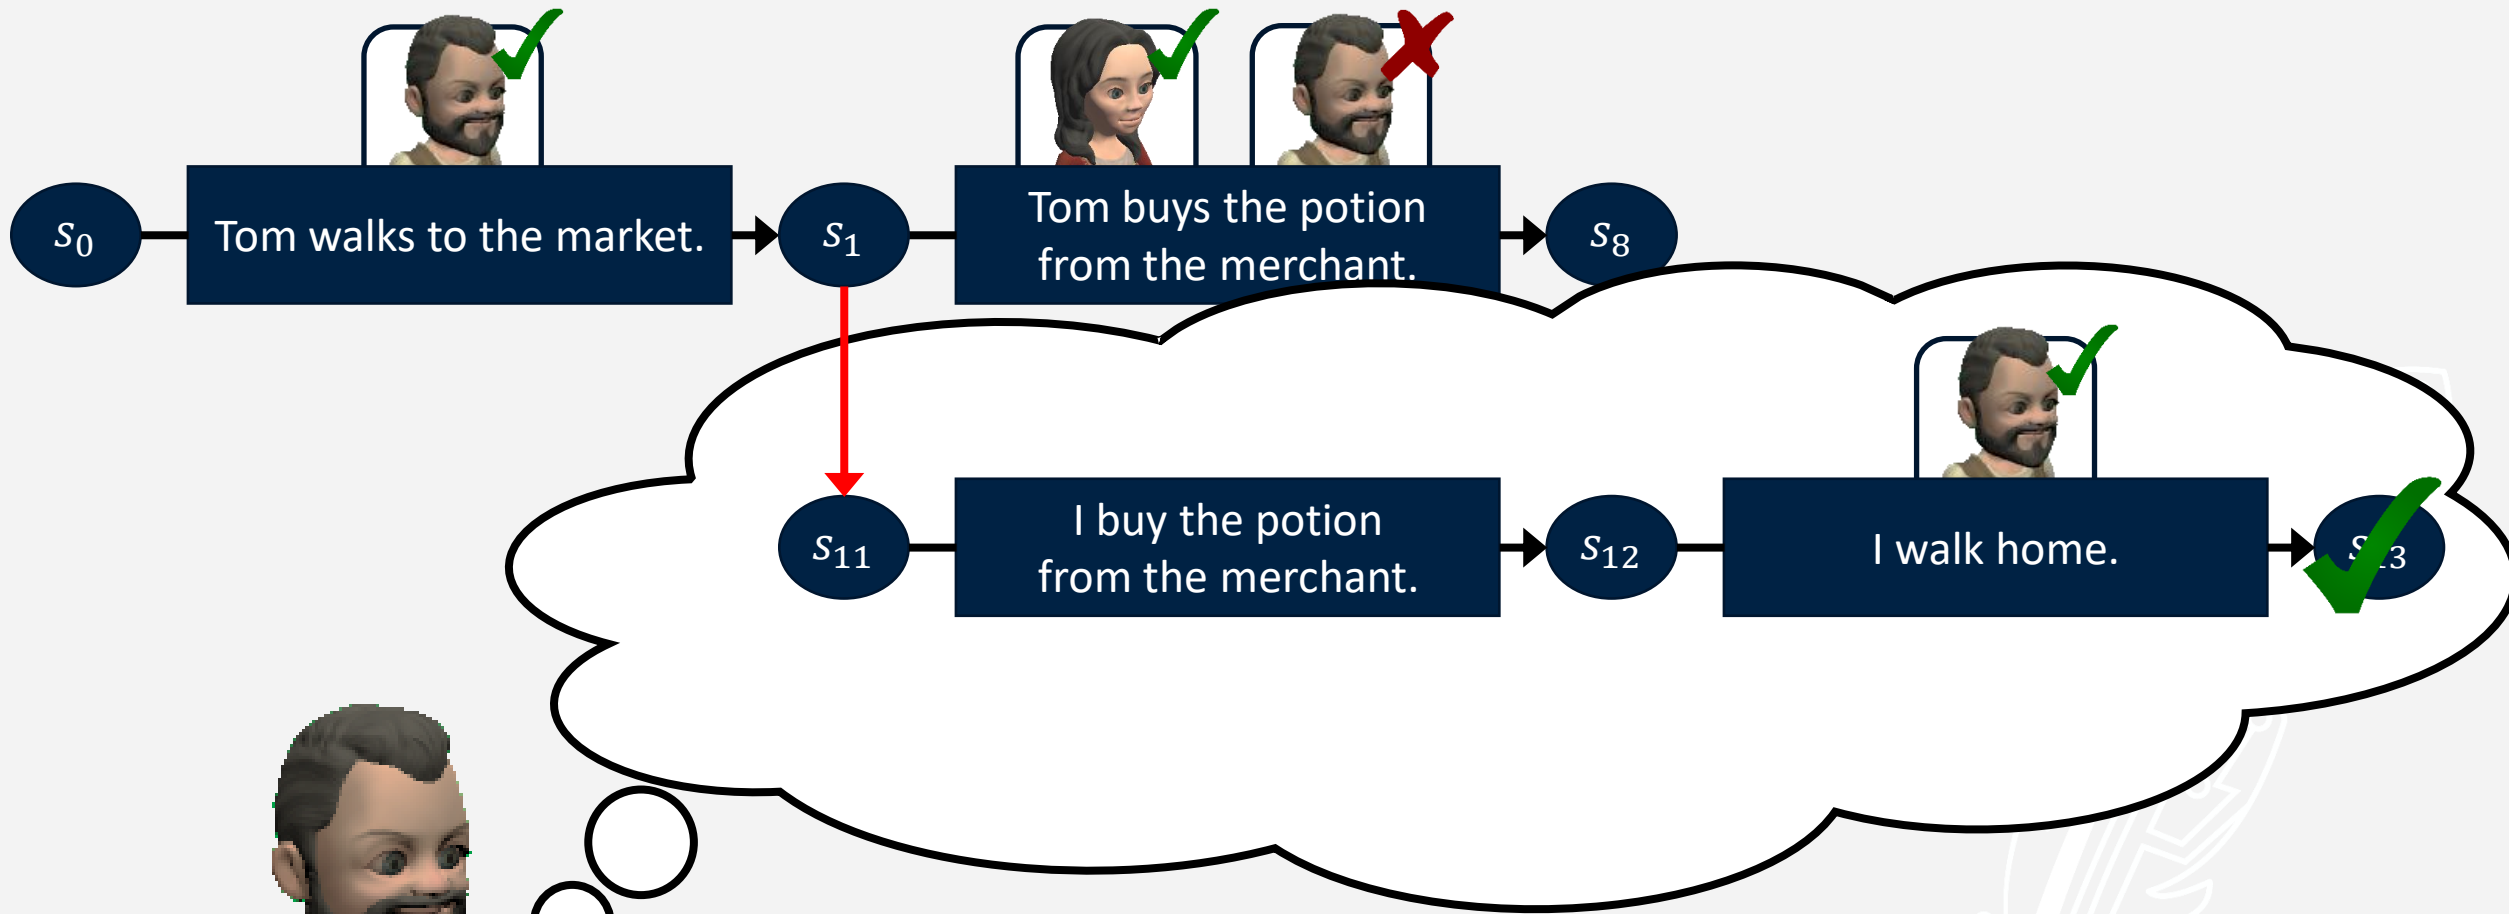 s₀
Tom walks to the market.
s₁
Tom buys the potion
from the merchant.
s₈
s₁₁
I buy the potion
from the merchant.
s₁₂
I walk home.